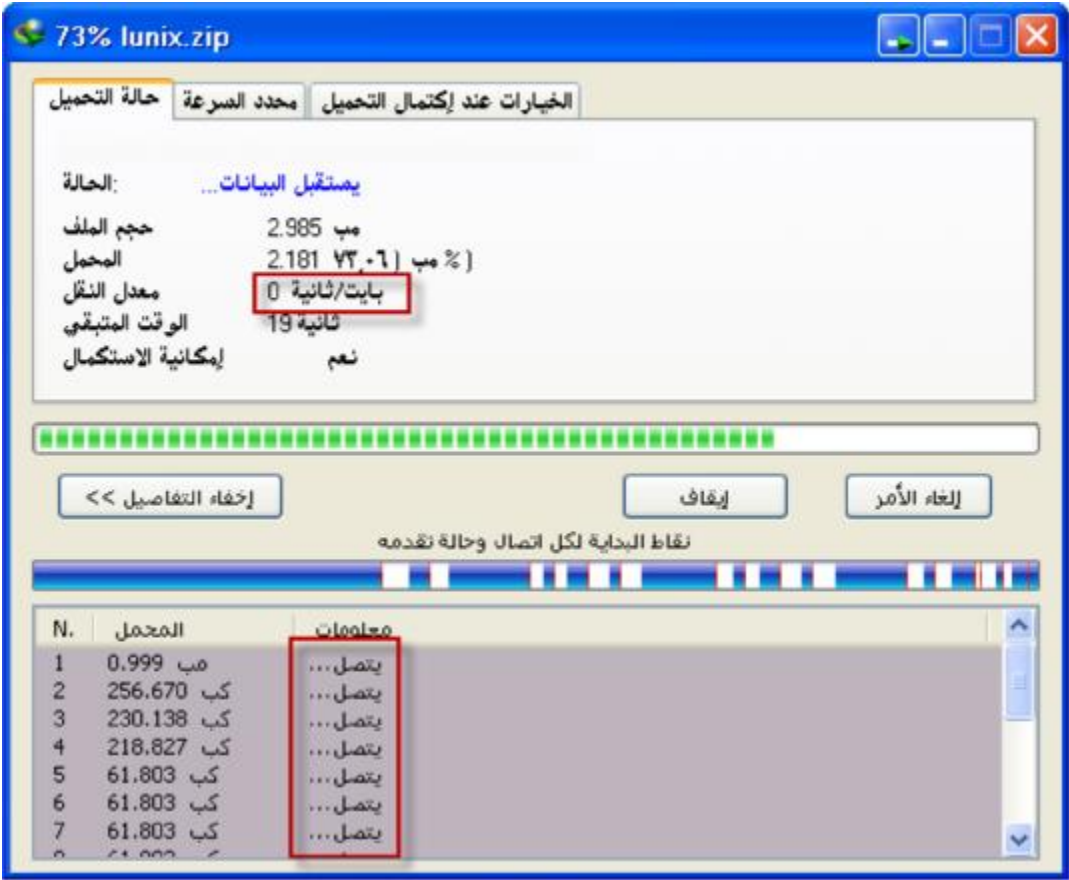 73% lunix.zip
حالة التحميل محدد السرعة الخيارات عند إكتمال التحميل
الحالة: يستقبل البيانات...
حجم الملف 2.985 مب
المحمل 2.181 مب ( ٧٣,٠٦ % )
معدل النقل 0 بايت/ثانية
الوقت المتبقي 19 ثانية
إمكانية الاستكمال نعم
إخفاء التفاصيل >> إيقاف إلغاء الأمر
نقاط البداية لكل اتصال وحالة تقدمه
N. المحمل معلومات
1 0.999 مب يتصل...
2 256.670 كب يتصل...
3 230.138 كب يتصل...
4 218.827 كب يتصل...
5 61.803 كب يتصل...
6 61.803 كب يتصل...
7 61.803 كب يتصل...